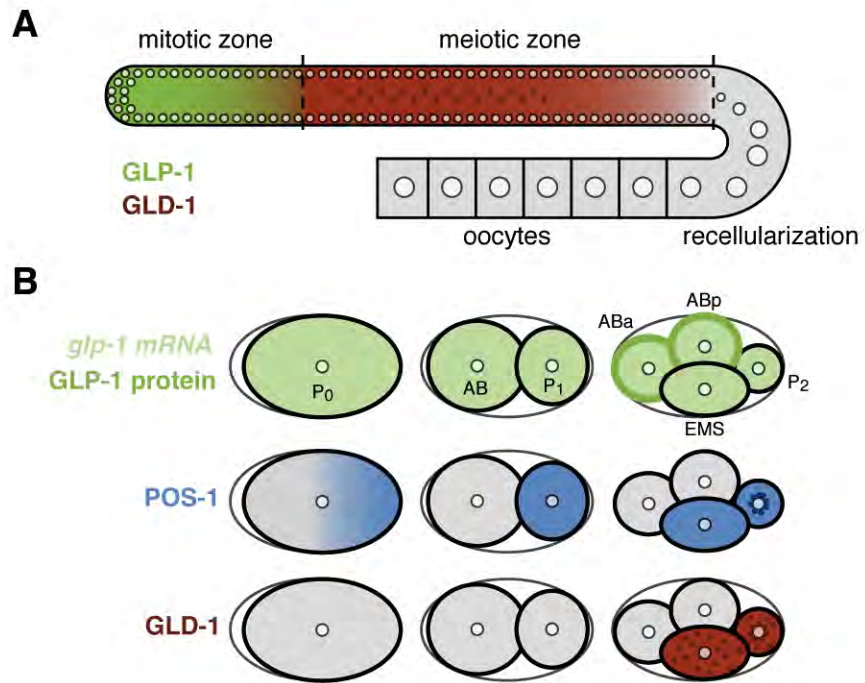 A
mitotic zone
meiotic zone
GLP-1
GLD-1
oocytes
recellularization
B
glp-1 mRNA
GLP-1 protein
P0
AB
P1
ABa
ABp
P2
EMS
POS-1
GLD-1